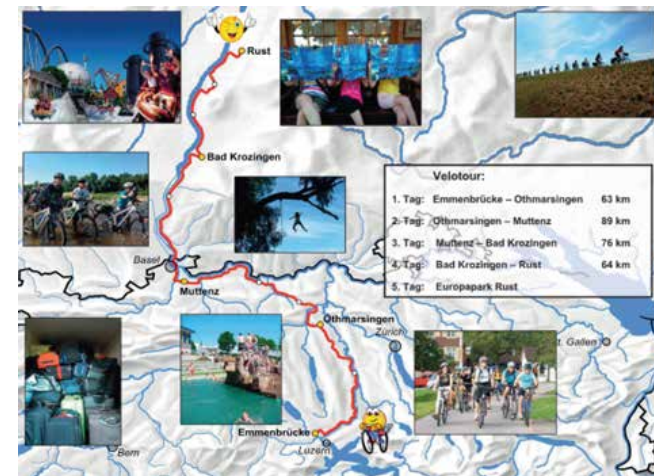 Rust
Bad Krozingen
Velotour:
1. Tag: Emmenbrücke – Othmarsingen 63 km
2. Tag: Othmarsingen – Muttenz 89 km
3. Tag: Muttenz – Bad Krozingen 76 km
4. Tag: Bad Krozingen – Rust 64 km
5. Tag: Europapark Rust
Basel
Muttenz
Othmarsingen
Zürich
t. Gallen
Emmenbrücke
Luzern
Bern